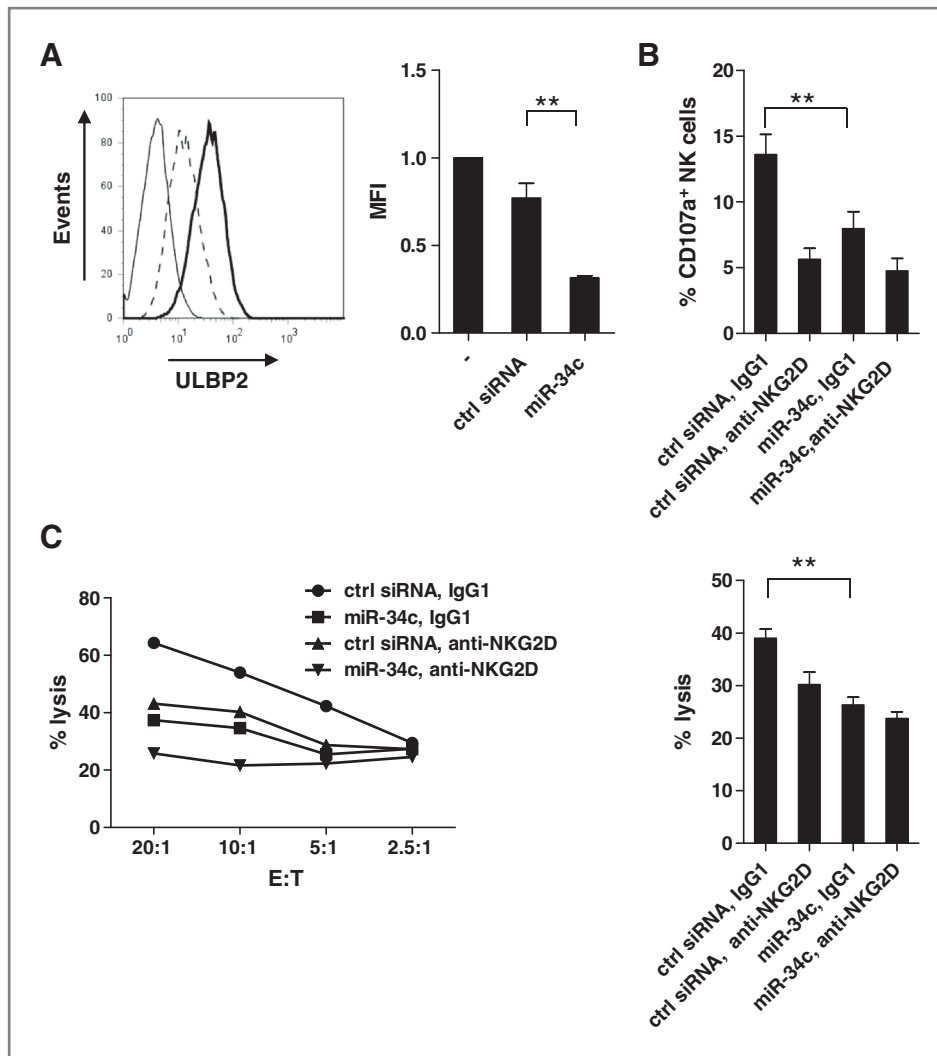 A
Events
100
80
60
40
20
0
10^0
10^1
10^2
10^3
ULBP2
1.5
1.0
0.5
0.0
MFI
**
-
ctrl siRNA
miR-34c
B
20
15
10
5
0
% CD107a+ NK cells
**
ctrl siRNA, IgG1
ctrl siRNA, anti-NKG2D
miR-34c, IgG1
miR-34c,anti-NKG2D
C
80
60
40
20
0
% lysis
ctrl siRNA, IgG1
miR-34c, IgG1
ctrl siRNA, anti-NKG2D
miR-34c, anti-NKG2D
20:1
10:1
5:1
2.5:1
E:T
50
40
30
20
10
0
% lysis
**
ctrl siRNA, IgG1
ctrl siRNA, anti-NKG2D
miR-34c, IgG1
miR-34c, anti-NKG2D